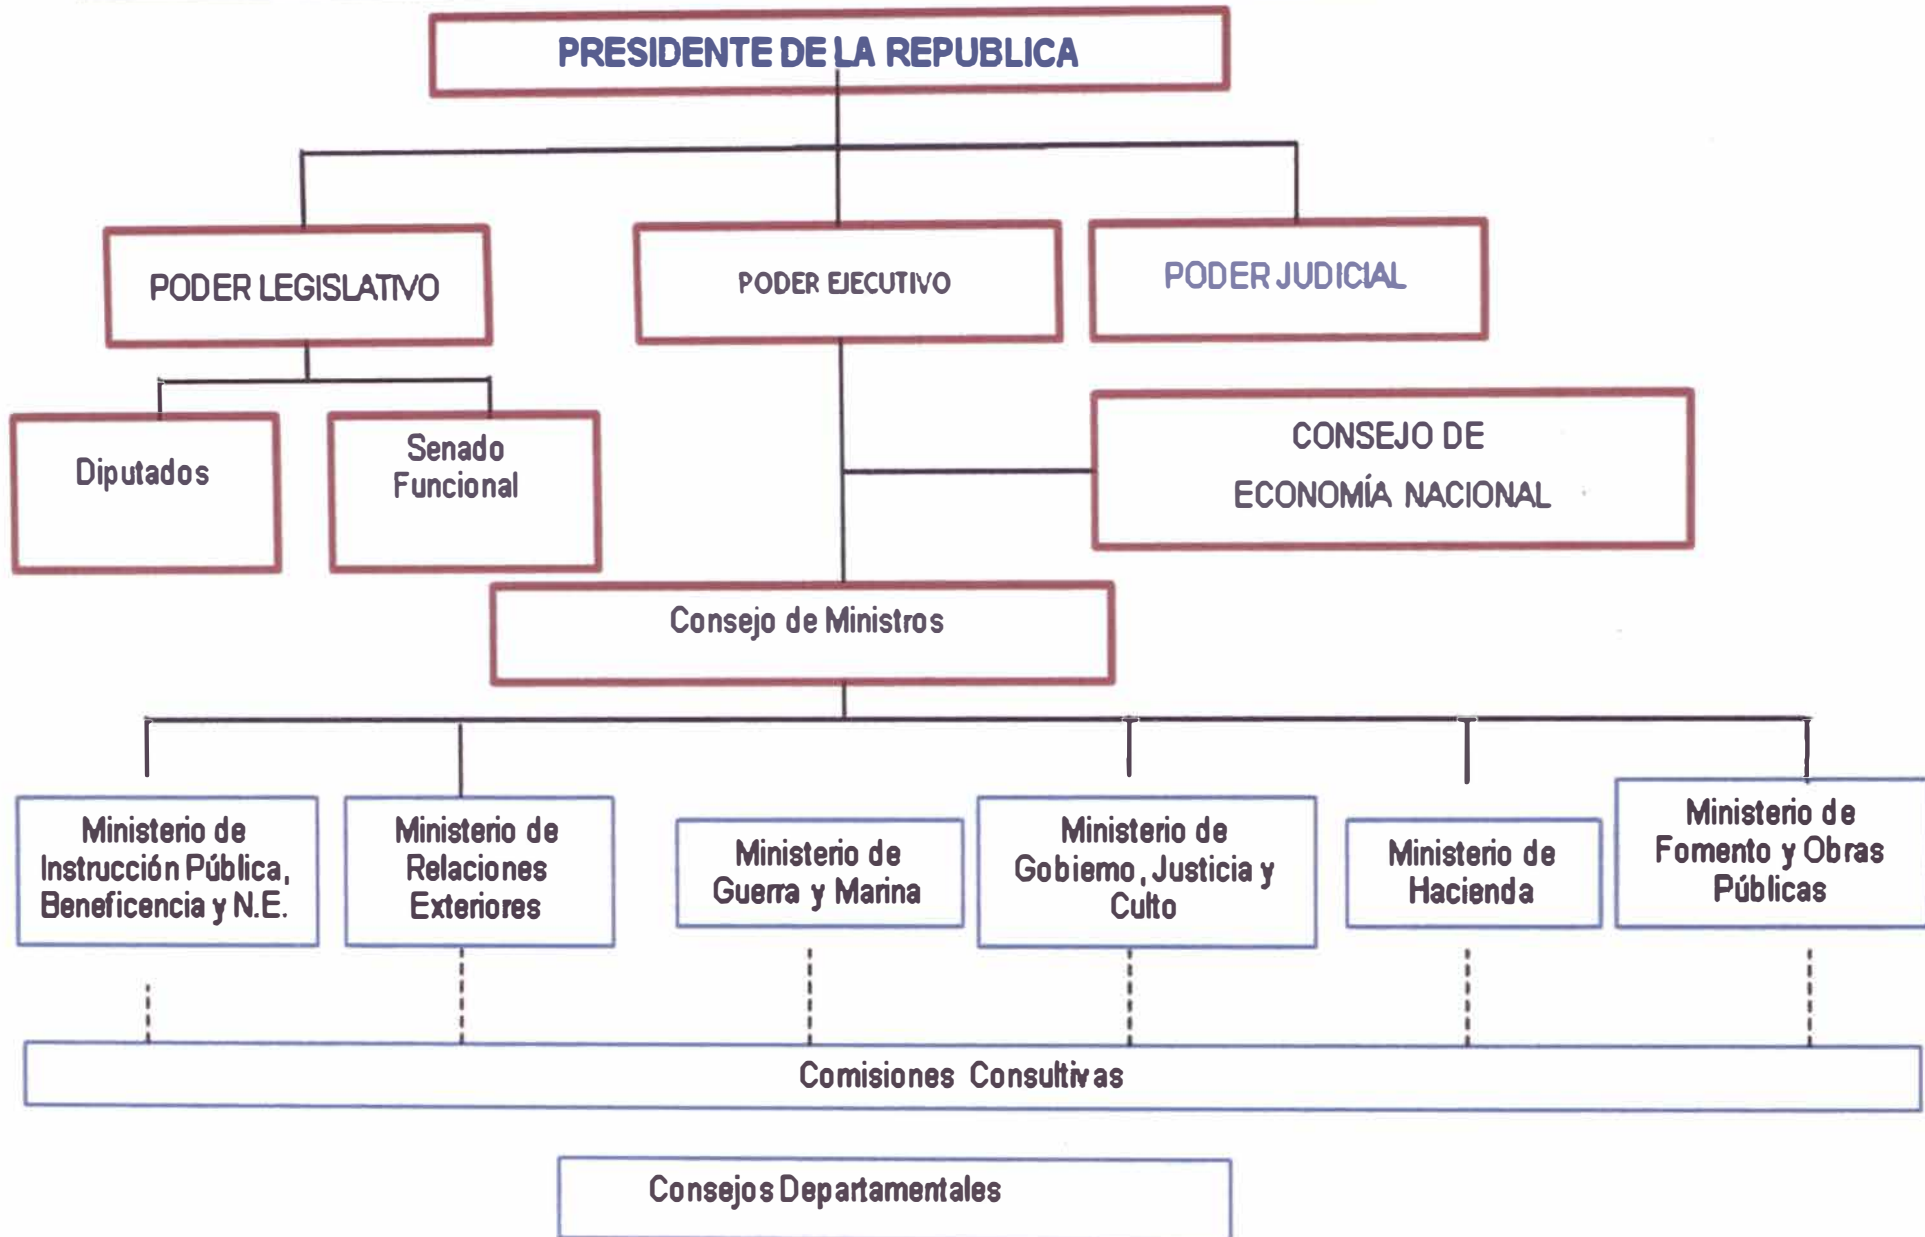 PRESIDENTE DE LA REPUBLICA
PODER LEGISLATIVO
PODER EJECUTIVO
PODER JUDICIAL
Diputados
Senado
Funcional
CONSEJO DE
ECONOMÍA NACIONAL
Consejo de Ministros
Ministerio de
Instrucción Pública,
Beneficencia y N.E.
Ministerio de
Relaciones
Exteriores
Ministerio de
Guerra y Marina
Ministerio de
Gobierno, Justicia y
Culto
Ministerio de
Hacienda
Ministerio de
Fomento y Obras
Públicas
Comisiones Consultivas
Consejos Departamentales